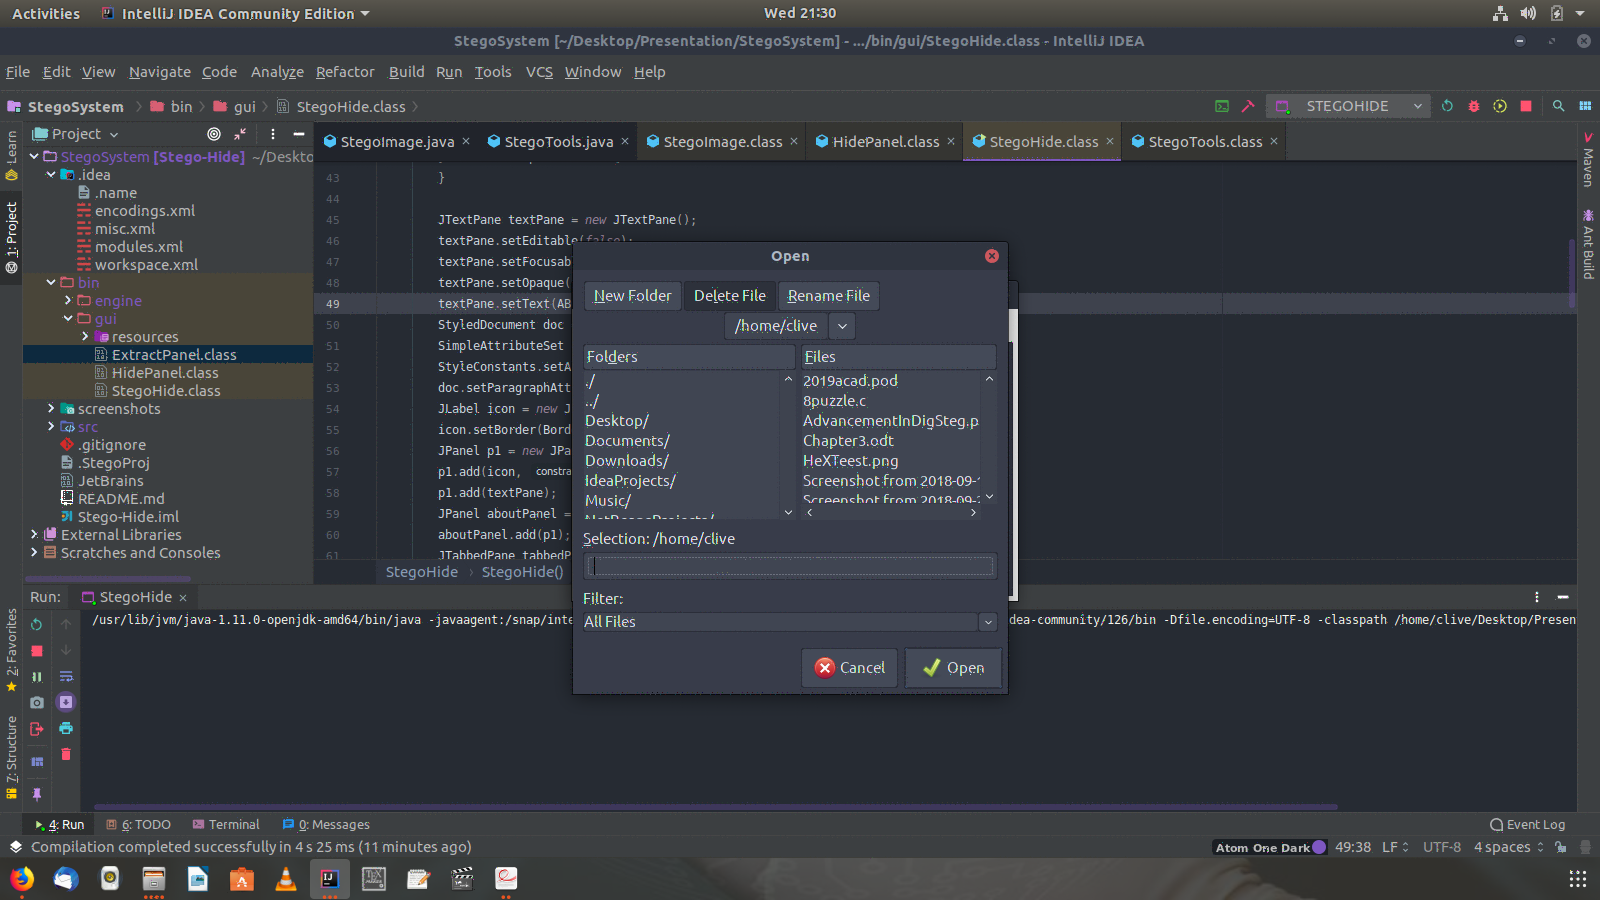 Activities IntelliJ IDEA Community Edition Wed 21:30
StegoSystem [~/Desktop/Presentation/StegoSystem] - .../bin/gui/StegoHide.class - IntelliJ IDEA
File Edit View Navigate Code Analyze Refactor Build Run Tools VCS Window Help
StegoSystem bin gui StegoHide.class STEGOHIDE
Project StegoImage.java StegoTools.java StegoImage.class HidePanel.class StegoHide.class StegoTools.class
Learn
1: Project
2: Favorites
7: Structure
Maven
Ant Build
StegoSystem [Stego-Hide] ~/Deskto
.idea
.name
encodings.xml
misc.xml
modules.xml
workspace.xml
bin
engine
gui
resources
ExtractPanel.class
HidePanel.class
StegoHide.class
screenshots
src
.gitignore
.StegoProj
JetBrains
README.md
Stego-Hide.iml
External Libraries
Scratches and Consoles
43 }
44
45 JTextPane textPane = new JTextPane();
46 textPane.setEditable(false);
47 textPane.setFocusab
48 textPane.setOpaque(
49 textPane.setText(AB
50 StyledDocument doc
51 SimpleAttributeSet
52 StyleConstants.setA
53 doc.setParagraphAtt
54 JLabel icon = new J
55 icon.setBorder(Bord
56 JPanel p1 = new JPa
57 p1.add(icon, constra
58 p1.add(textPane);
59 JPanel aboutPanel =
60 aboutPanel.add(p1);
61 JTabbedPane tabbedP
StegoHide StegoHide()
Open
New Folder Delete File Rename File
/home/clive
Folders Files
./
../
Desktop/
Documents/
Downloads/
IdeaProjects/
Music/
NetBeansProjects/
2019acad.pod
8puzzle.c
AdvancementInDigSteg.p
Chapter3.odt
HeXTeest.png
Screenshot from 2018-09-
Screenshot from 2018-09-
Selection: /home/clive
Filter:
All Files
Cancel Open
Run: StegoHide
/usr/lib/jvm/java-1.11.0-openjdk-amd64/bin/java -javaagent:/snap/inte dea-community/126/bin -Dfile.encoding=UTF-8 -classpath /home/clive/Desktop/Presen
4: Run 6: TODO Terminal 0: Messages Event Log
Compilation completed successfully in 4 s 25 ms (11 minutes ago) Atom One Dark 49:38 LF UTF-8 4 spaces